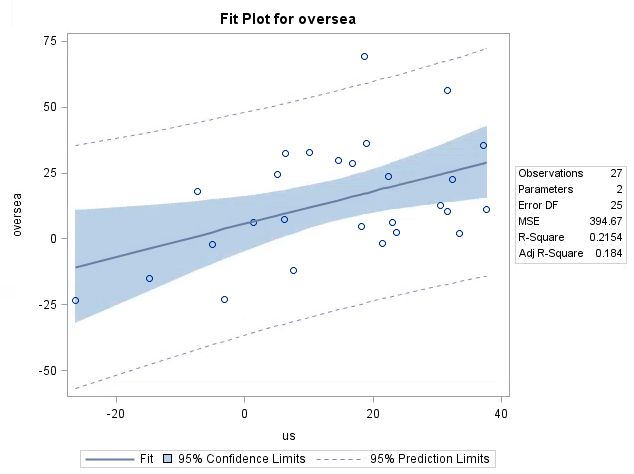 Fit Plot for oversea
75
50
25
0
-25
-50
oversea
-20
0
20
40
us
Observations 27
Parameters 2
Error DF 25
MSE 394.67
R-Square 0.2154
Adj R-Square 0.184
Fit 95% Confidence Limits 95% Prediction Limits